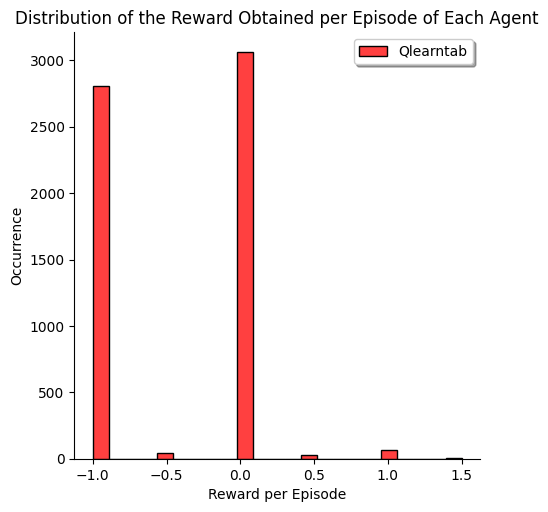 Distribution of the Reward Obtained per Episode of Each Agent
Qlearntab
Occurrence
3000
2500
2000
1500
1000
500
0
−1.0 −0.5 0.0 0.5 1.0 1.5
Reward per Episode